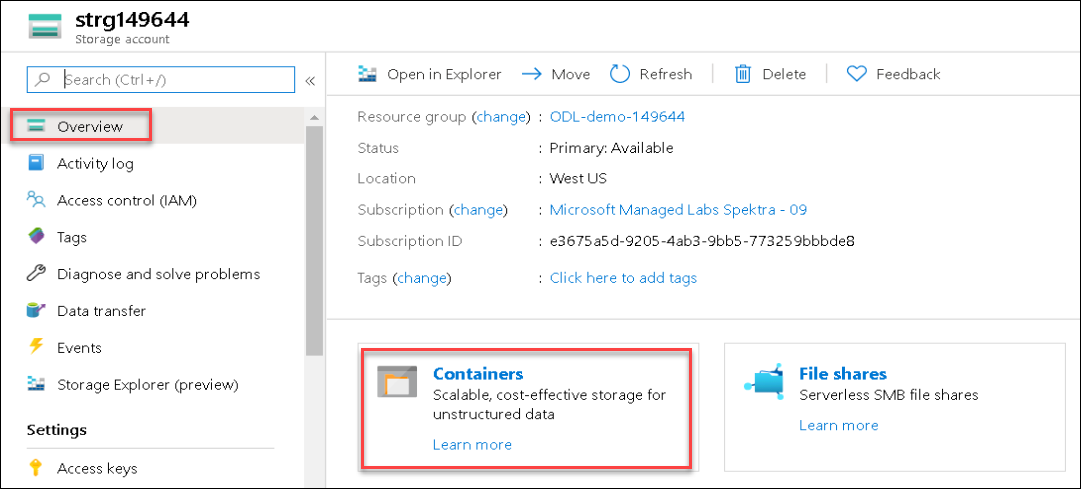 strg149644
Storage account
Search (Ctrl+/)
«
Overview
Activity log
Access control (IAM)
Tags
Diagnose and solve problems
Data transfer
Events
Storage Explorer (preview)
Settings
Access keys
Open in Explorer Move Refresh Delete Feedback
Resource group (change) : ODL-demo-149644
Status : Primary: Available
Location : West US
Subscription (change) : Microsoft Managed Labs Spektra - 09
Subscription ID : e3675a5d-9205-4ab3-9bb5-773259bbbde8
Tags (change) : Click here to add tags
Containers
Scalable, cost-effective storage for
unstructured data
Learn more
File shares
Serverless SMB file shares
Learn more